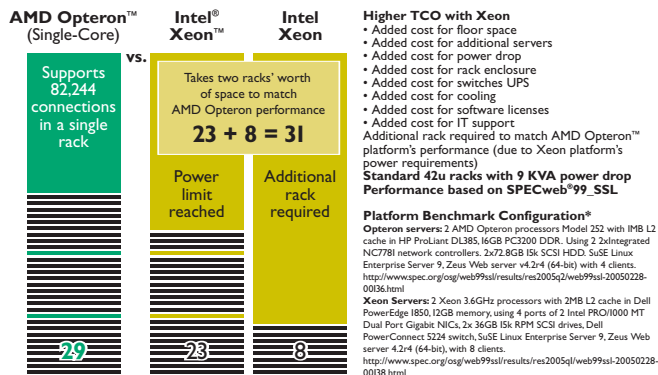 AMD Opteron™
(Single-Core)
vs.
Intel®
Xeon™
Intel
Xeon
Supports
82,244
connections
in a single
rack
Takes two racks' worth
of space to match
AMD Opteron performance
23 + 8 = 31
Power
limit
reached
Additional
rack
required
29
23
8
Higher TCO with Xeon
• Added cost for floor space
• Added cost for additional servers
• Added cost for power drop
• Added cost for rack enclosure
• Added cost for switches UPS
• Added cost for cooling
• Added cost for software licenses
• Added cost for IT support
Additional rack required to match AMD Opteron™
platform's performance (due to Xeon platform's
power requirements)
Standard 42u racks with 9 KVA power drop
Performance based on SPECweb®99_SSL
Platform Benchmark Configuration*
Opteron servers: 2 AMD Opteron processors Model 252 with 1MB L2
cache in HP ProLiant DL385, 16GB PC3200 DDR. Using 2 2xIntegrated
NC7781 network controllers. 2x72.8GB 15k SCSI HDD. SuSE Linux
Enterprise Server 9, Zeus Web server v4.2r4 (64-bit) with 4 clients.
http://www.spec.org/osg/web99ssl/results/res2005q2/web99ssl-20050228-
00136.html
Xeon Servers: 2 Xeon 3.6GHz processors with 2MB L2 cache in Dell
PowerEdge 1850, 12GB memory, using 4 ports of 2 Intel PRO/1000 MT
Dual Port Gigabit NICs, 2x 36GB 15k RPM SCSI drives, Dell
PowerConnect 5224 switch, SuSE Linux Enterprise Server 9, Zeus Web
server 4.2r4 (64-bit), with 8 clients.
http://www.spec.org/osg/web99ssl/results/res2005q1/web99ssl-20050228-
00138.html